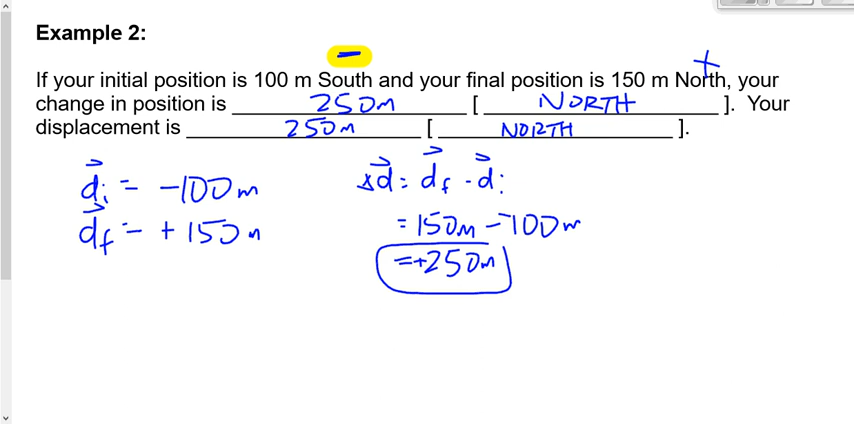 Example 2:
−
+
If your initial position is 100 m South and your final position is 150 m North, your
change in position is 250m [ NORTH ]. Your
displacement is 250m [ NORTH ].
d⃗i = -100m
Δd⃗ = d⃗f - d⃗i
d⃗f = +150m
= 150m - -100m
= +250m